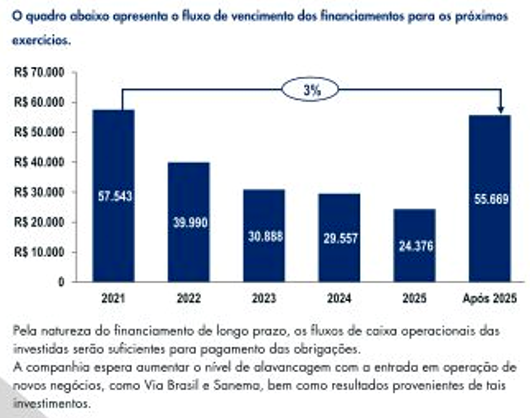 O quadro abaixo apresenta o fluxo de vencimento dos financiamentos para os próximos
exercícios.
R$ 70.000
R$ 60.000
R$ 50.000
R$ 40.000
R$ 30.000
R$ 20.000
R$ 10.000
0
3%
57.543
39.990
30.888
29.557
24.376
55.669
2021 2022 2023 2024 2025 Após 2025
Pela natureza do financiamento de longo prazo, os fluxos de caixa operacionais das
investidas serão suficientes para pagamento das obrigações.
A companhia espera aumentar o nível de alavancagem com a entrada em operação de
novos negócios, como Via Brasil e Sanema, bem como resultados provenientes de tais
investimentos.